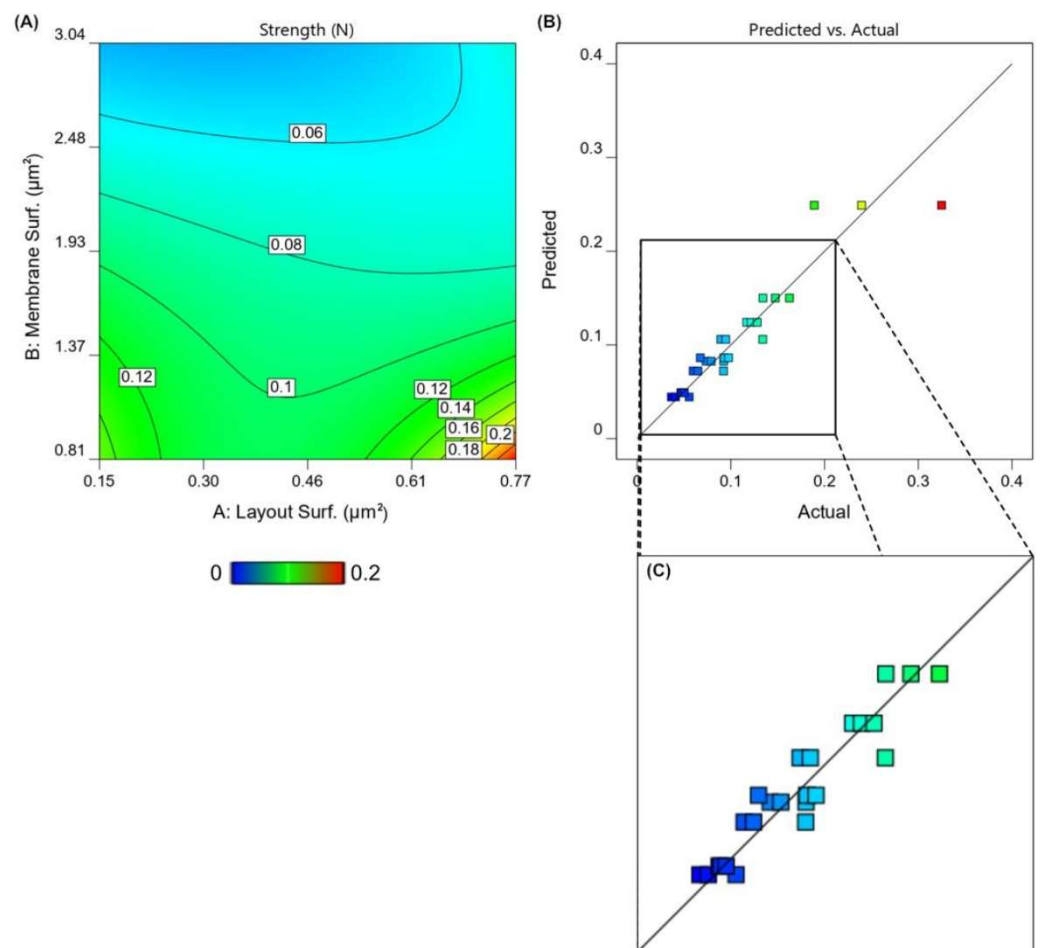 (A)
Strength (N)
3.04
2.48
1.93
1.37
0.81
B: Membrane Surf. (µm²)
0.06
0.08
0.1
0.12
0.12
0.14
0.16
0.18
0.2
0.15 0.30 0.46 0.61 0.77
A: Layout Surf. (µm²)
0 0.2
(B)
Predicted vs. Actual
0.4
0.3
0.2
0.1
0
Predicted
0 0.1 0.2 0.3 0.4
Actual
(C)